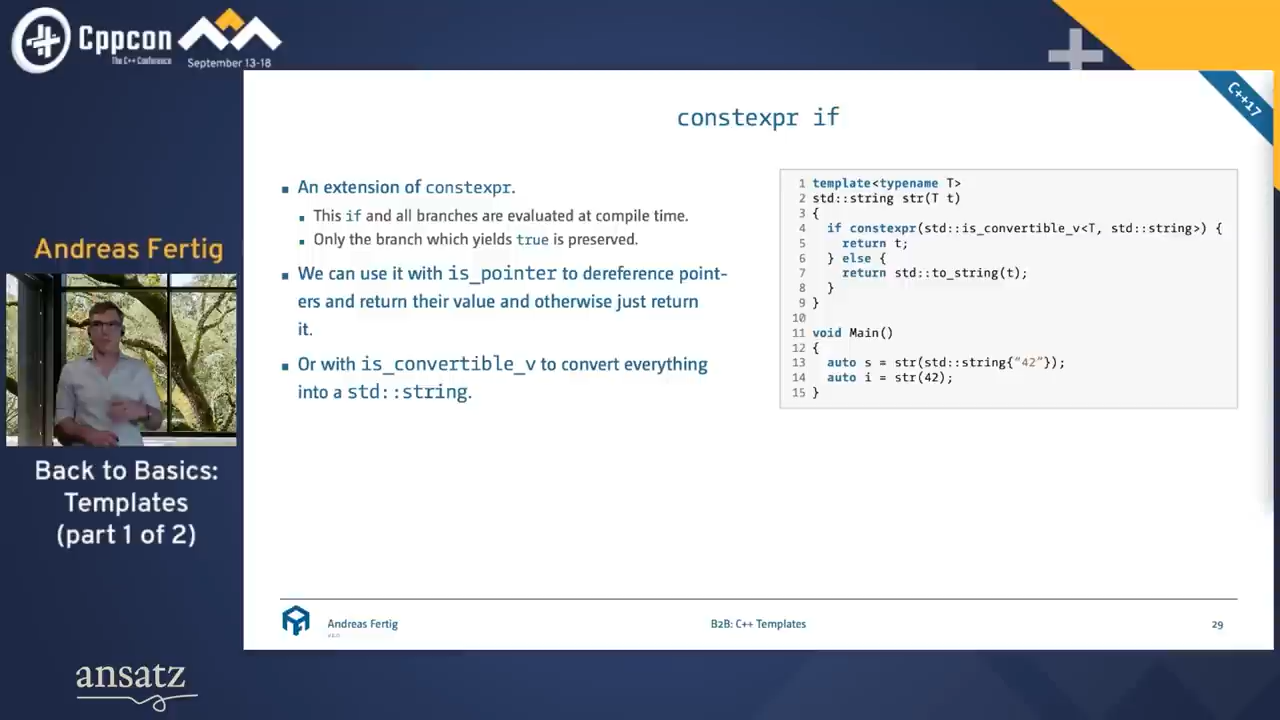 Cppcon
The C++ Conference
September 13-18
C++17
constexpr if
Andreas Fertig
Back to Basics:
Templates
(part 1 of 2)
ansatz
▪ An extension of constexpr.
▪ This if and all branches are evaluated at compile time.
▪ Only the branch which yields true is preserved.
▪ We can use it with is_pointer to dereference point-
ers and return their value and otherwise just return
it.
▪ Or with is_convertible_v to convert everything
into a std::string.
1 template<typename T>
2 std::string str(T t)
3 {
4   if constexpr(std::is_convertible_v<T, std::string>) {
5     return t;
6   } else {
7     return std::to_string(t);
8   }
9 }
10
11 void Main()
12 {
13   auto s = str(std::string{"42"});
14   auto i = str(42);
15 }
Andreas Fertig
B2B: C++ Templates
29